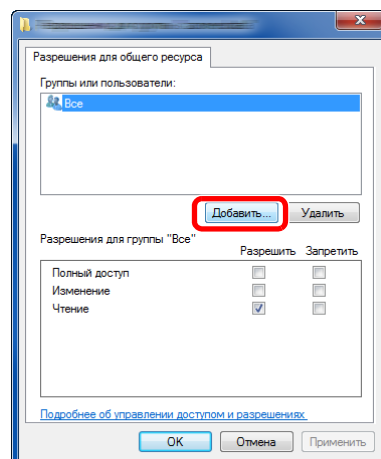 Разрешения для общего ресурса
Группы или пользователи:
Все
Добавить... Удалить
Разрешения для группы "Все"
Разрешить Запретить
Полный доступ
Изменение
Чтение
Подробнее об управлении доступом и разрешениях
ОК Отмена Применить